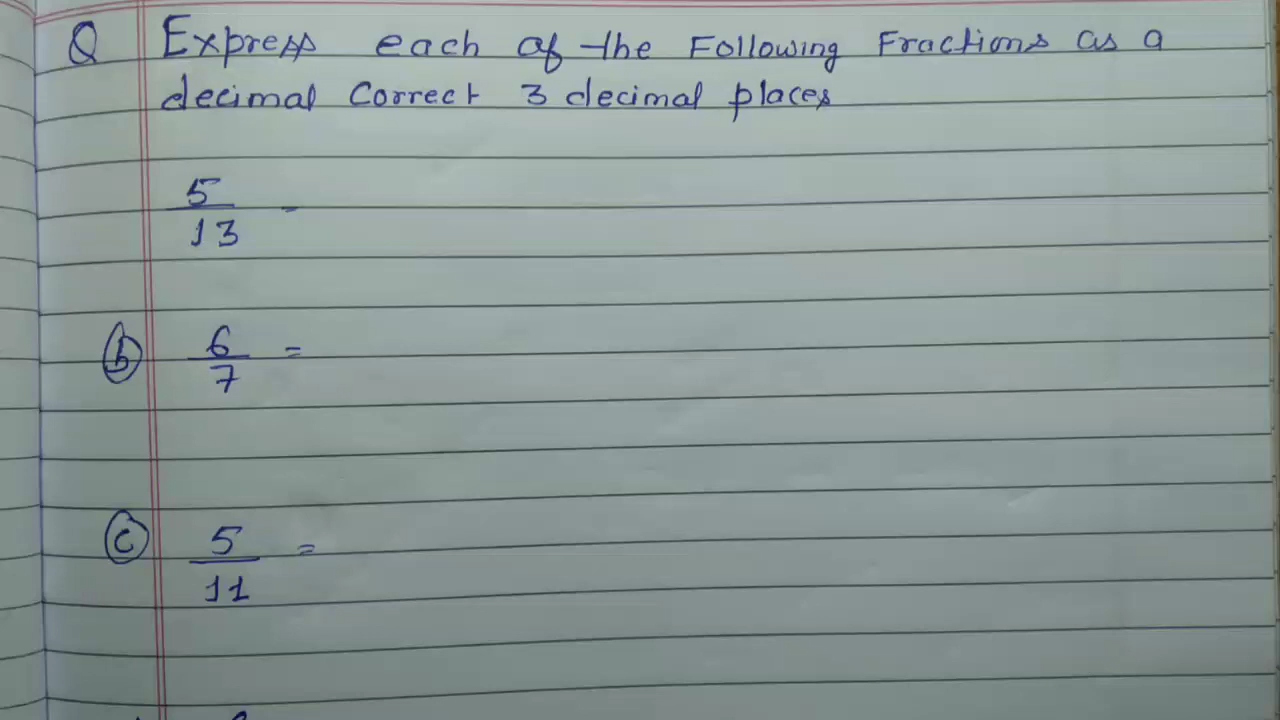 Q Express each of the Following Fractions as a
decimal correct 3 decimal places
5
13 -
(b) 6
7 =
(c) 5
11 =